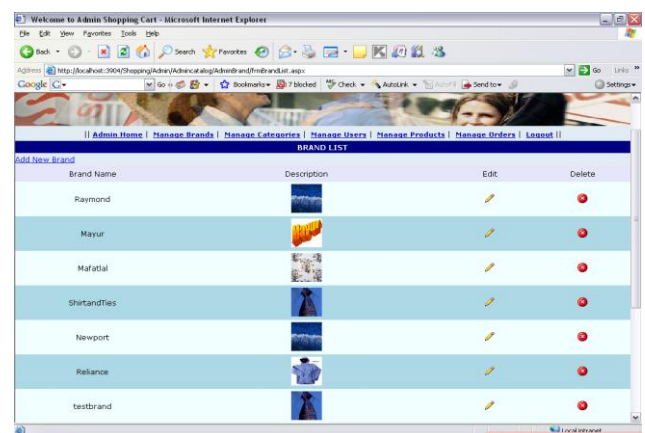 Welcome to Admin Shopping Cart - Microsoft Internet Explorer
File Edit View Favorites Tools Help
Back Search Favorites
Address http://localhost:3904/Shopping/Admin/Admincatalog/AdminBrand/frmBrandList.aspx Go Links »
Google G Go Bookmarks 7 blocked Check AutoLink AutoFill Send to Settings
|| Admin Home | Manage Brands | Manage Categories | Manage Users | Manage Products | Manage Orders | Logout ||
BRAND LIST
Add New Brand
Brand Name Description Edit Delete
Raymond
Mayur
Mayur
Mafatlal
ShirtandTies
Newport
Reliance
testbrand
Local intranet